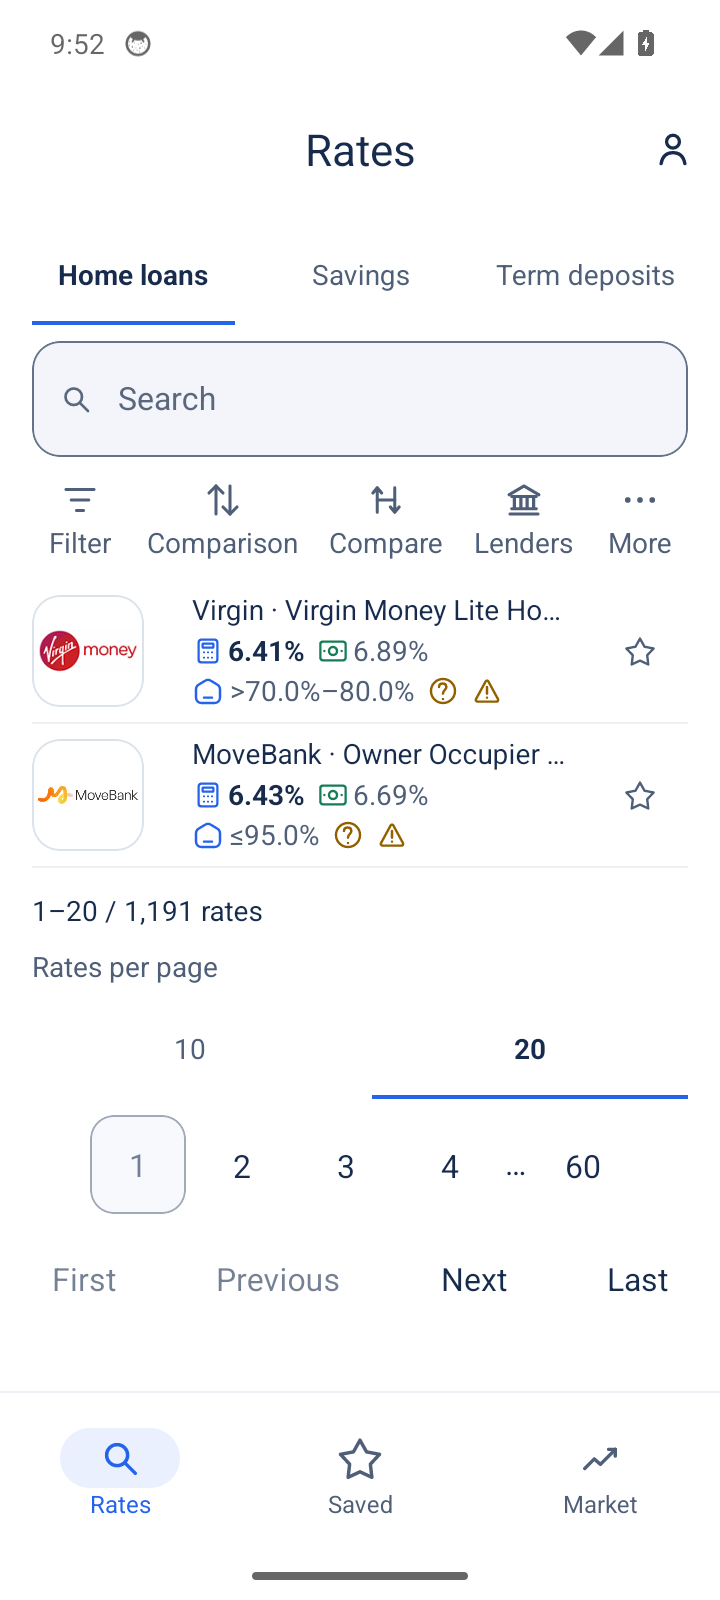 9:52
Rates
Home loans Savings Term deposits
Search
Filter Comparison Compare Lenders More
Virgin · Virgin Money Lite Ho...
Virgin money
6.41% 6.89%
>70.0%–80.0%
MoveBank · Owner Occupier ...
MoveBank
6.43% 6.69%
≤95.0%
1–20 / 1,191 rates
Rates per page
10 20
1 2 3 4 ... 60
First Previous Next Last
Rates Saved Market